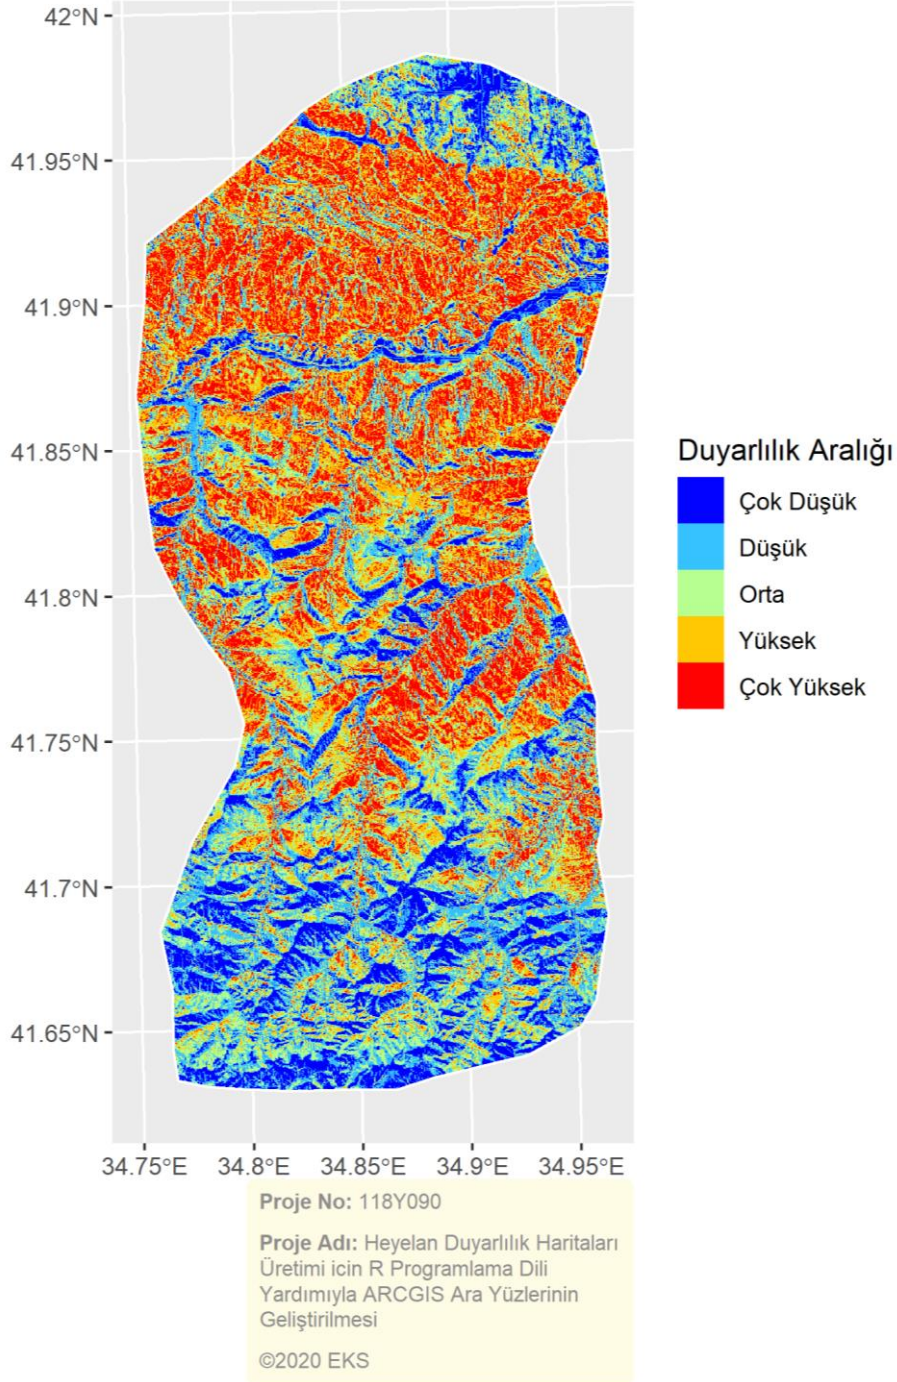 42°N
41.95°N
41.9°N
41.85°N
41.8°N
41.75°N
41.7°N
41.65°N
34.75°E 34.8°E 34.85°E 34.9°E 34.95°E
Duyarlılık Aralığı
Çok Düşük
Düşük
Orta
Yüksek
Çok Yüksek
Proje No: 118Y090
Proje Adı: Heyelan Duyarlılık Haritaları
Üretimi icin R Programlama Dili
Yardımıyla ARCGIS Ara Yüzlerinin
Geliştirilmesi
©2020 EKS